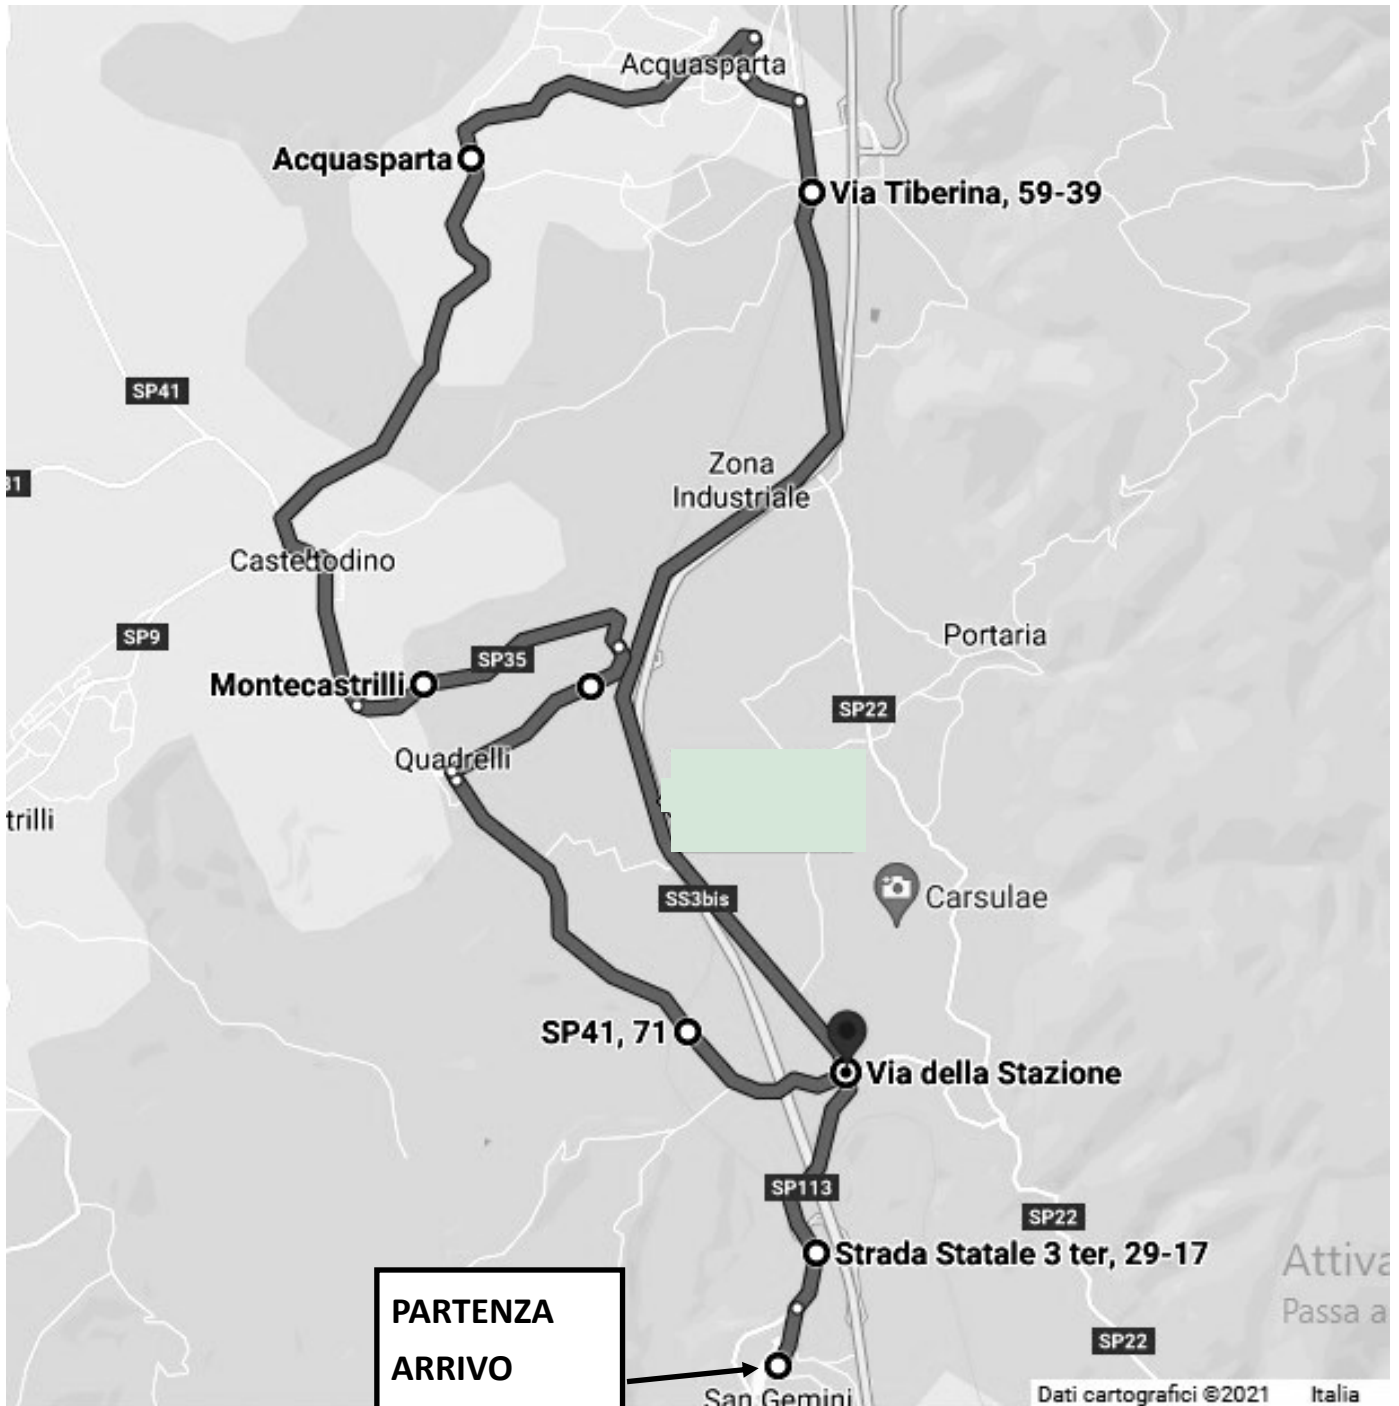 Acquasparta
Acquasparta
Via Tiberina, 59-39
SP41
Zona
Industriale
31
Casteltodino
SP9
Portaria
SP35
Montecastrilli
SP22
Quadrelli
trilli
SS3bis
Carsulae
SP41, 71
Via della Stazione
SP113
SP22
Strada Statale 3 ter, 29-17
Attiva
Passa a
PARTENZA
ARRIVO
SP22
San Gemini
Dati cartografici ©2021 Italia